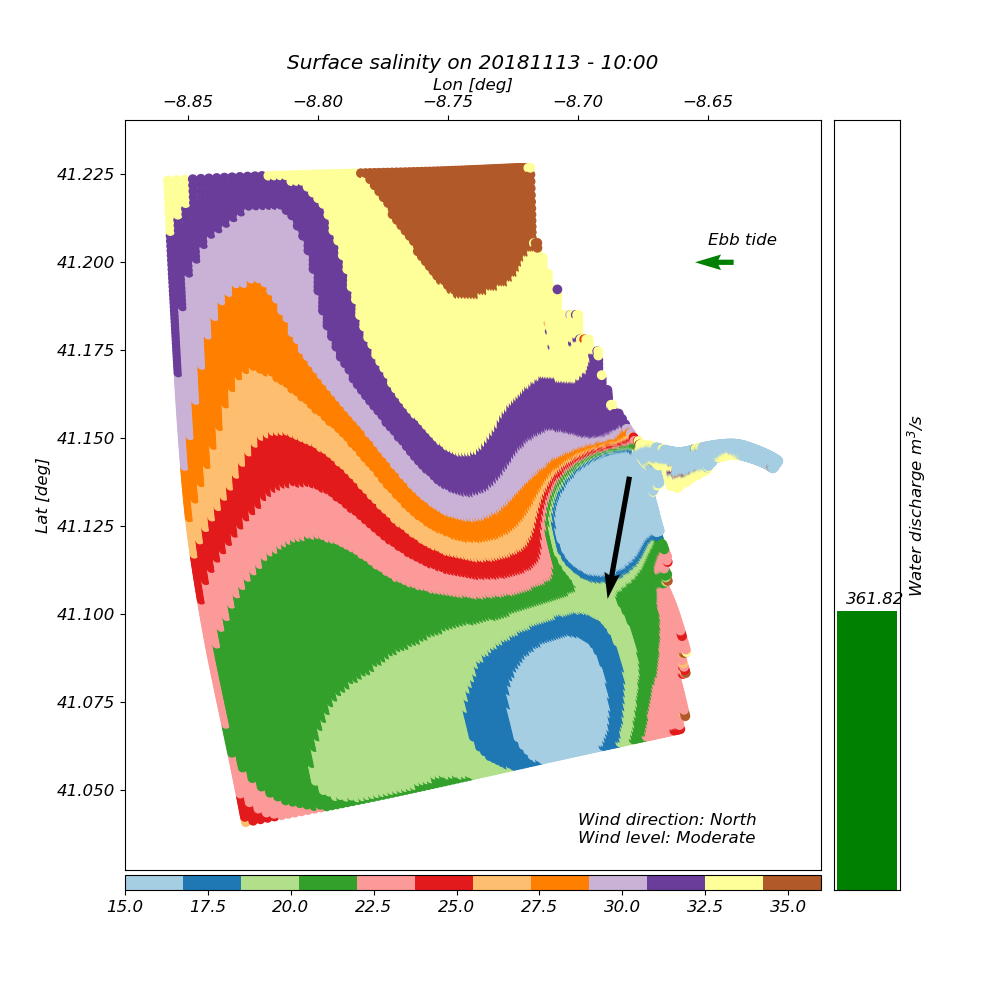 Surface salinity on 20181113 - 10:00
Lon [deg]
−8.85 −8.80 −8.75 −8.70 −8.65
41.225
41.200
41.175
41.150
41.125
41.100
41.075
41.050
Lat [deg]
Ebb tide
Wind direction: North
Wind level: Moderate
361.82
Water discharge m³/s
15.0 17.5 20.0 22.5 25.0 27.5 30.0 32.5 35.0